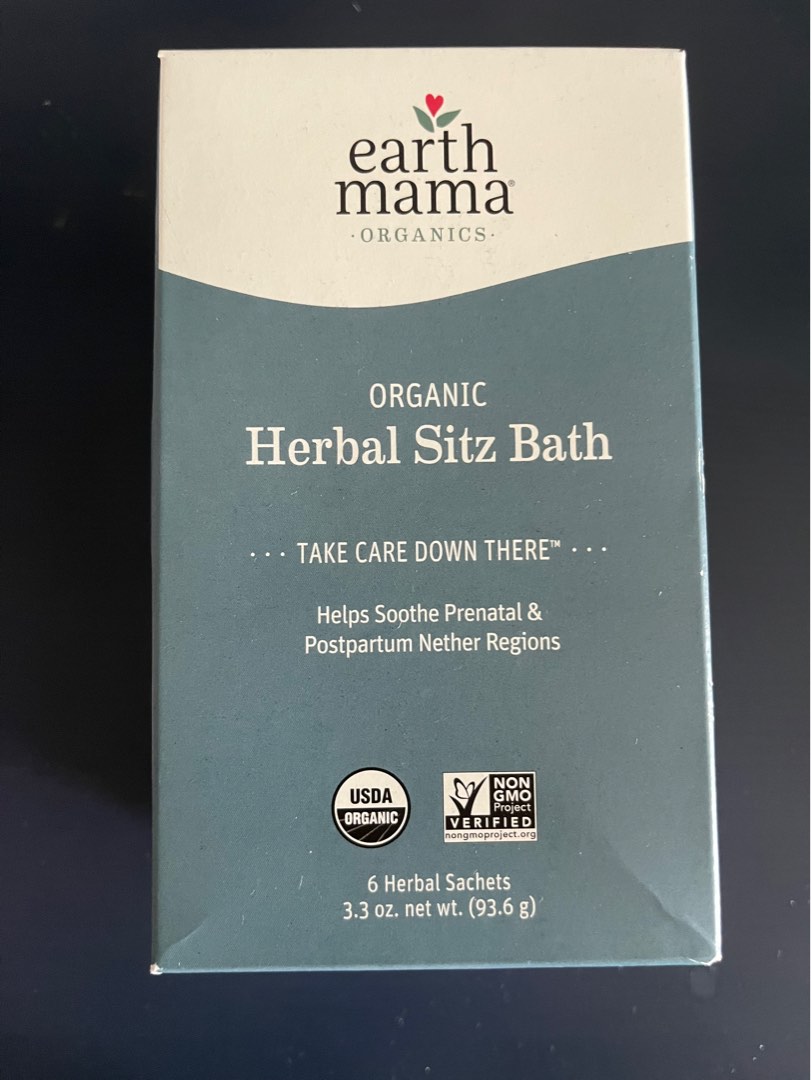 earth
mama®
·ORGANICS·
ORGANIC
Herbal Sitz Bath
··· TAKE CARE DOWN THERE™ ···
Helps Soothe Prenatal &
Postpartum Nether Regions
USDA
ORGANIC
NON
GMO
Project
VERIFIED
nongmoproject.org
6 Herbal Sachets
3.3 oz. net wt. (93.6 g)